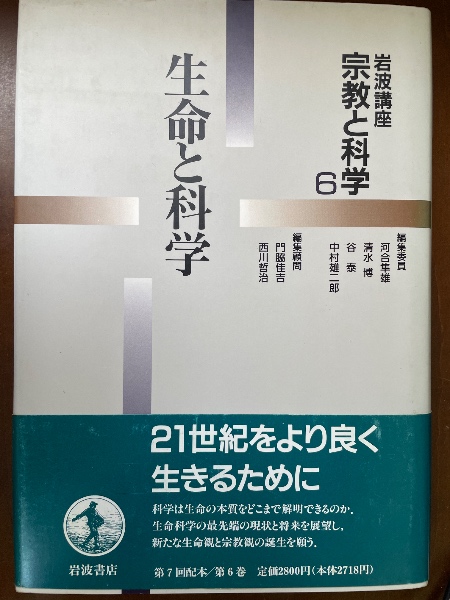 岩波講座
宗教と科学6
生命と科学
編集委員
河合隼雄
清水 博
谷 泰
中村雄二郎
編集顧問
門脇佳吉
西川哲治
21世紀をより良く
生きるために
科学は生命の本質をどこまで解明できるのか.
生命科学の最先端の現状と将来を展望し,
新たな生命観と宗教観の誕生を願う.
岩波書店
第7回配本/第6巻 定価2800円(本体2718円)